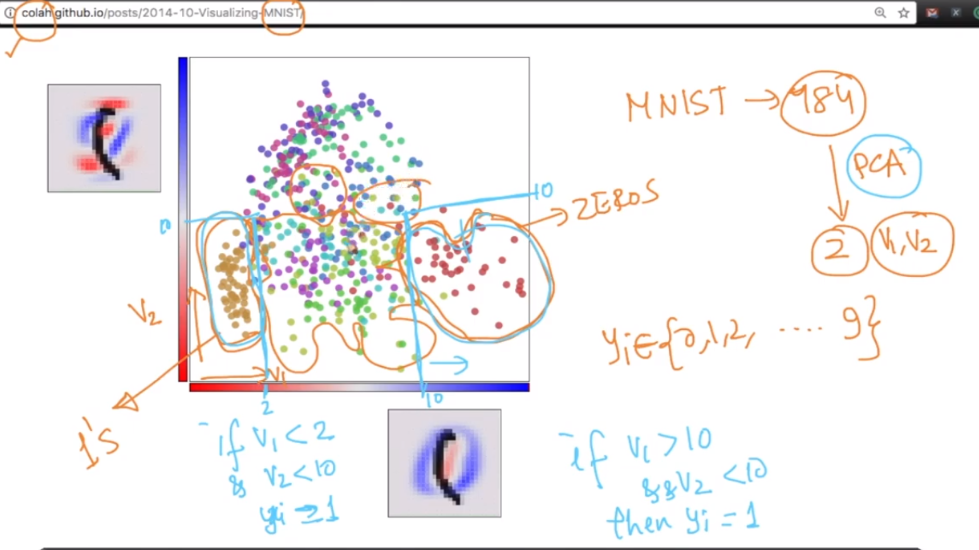 colah.github.io/posts/2014-10-Visualizing-MNIST/
MNIST → 984
PCA
10
ZEROS
0
2
V1, V2
V2
yi ∈ {0,1,2, .... 9}
V1
2
10
1's
if V1 < 2
& V2 < 10
yi = 1
if V1 > 10
&& V2 < 10
then yi = 1